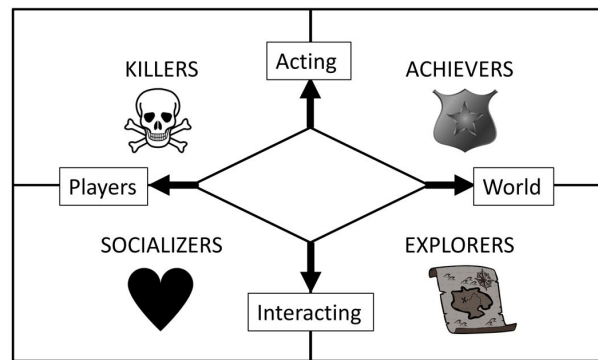 Acting
KILLERS
ACHIEVERS
Players
World
SOCIALIZERS
EXPLORERS
Interacting